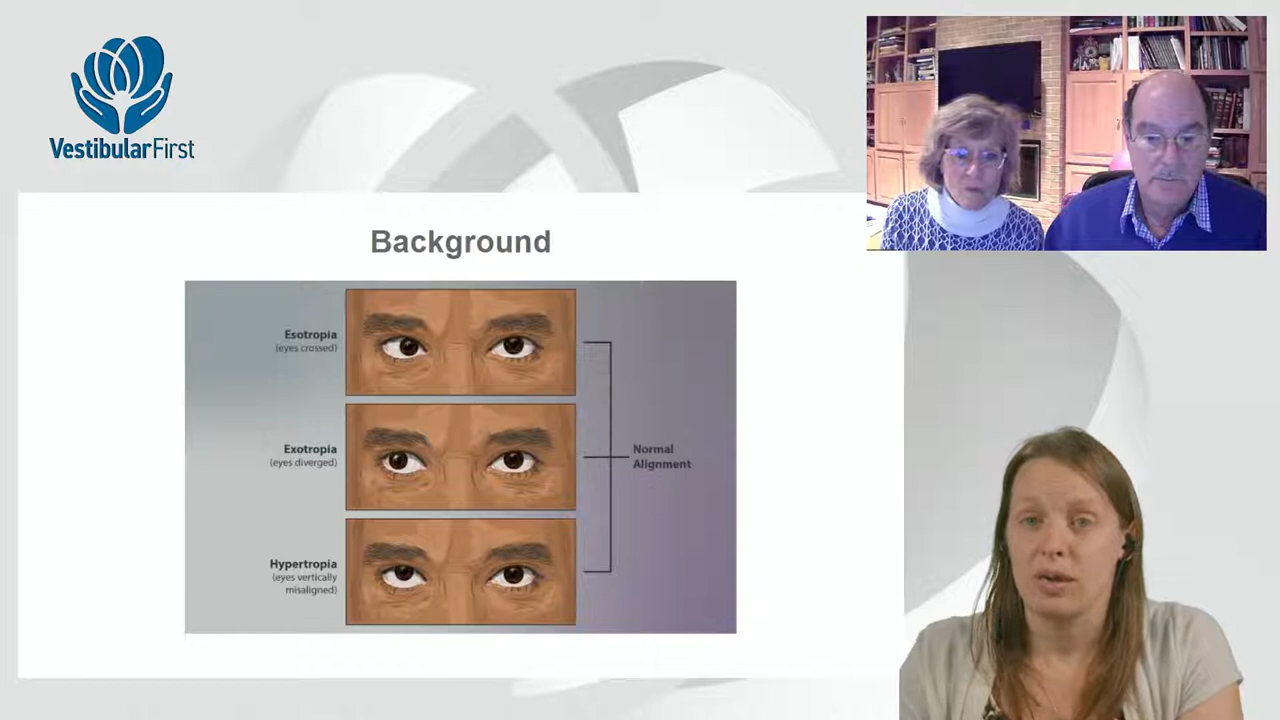 VestibularFirst
Background
Esotropia
(eyes crossed)
Exotropia
(eyes diverged)
Normal
Alignment
Hypertropia
(eyes vertically
misaligned)